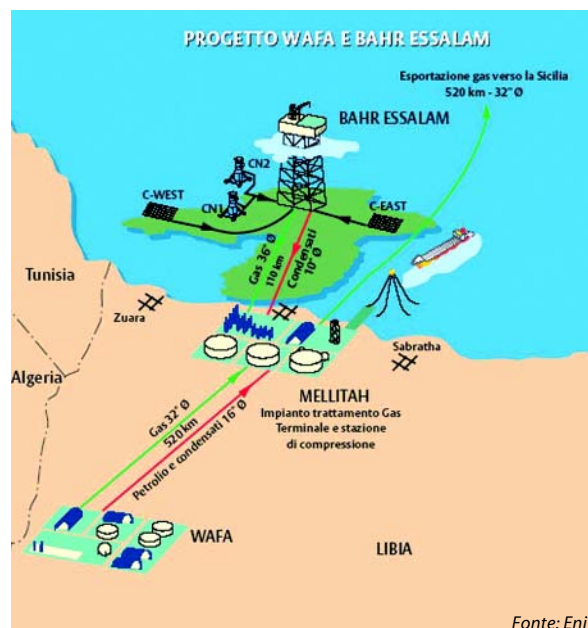 PROGETTO WAFA E BAHR ESSALAM
Esportazione gas verso la Sicilia
520 km - 32" Ø
BAHR ESSALAM
CN2
C-WEST
CN1
C-EAST
Gas 36" Ø
110 km
Condensati
10" Ø
Tunisia
Zuara
Sabratha
Algeria
MELLITAH
Impianto trattamento Gas
Terminale e stazione
di compressione
Gas 32" Ø
520 km
Petrolio e condensati 16" Ø
WAFA
LIBIA
Fonte: Eni